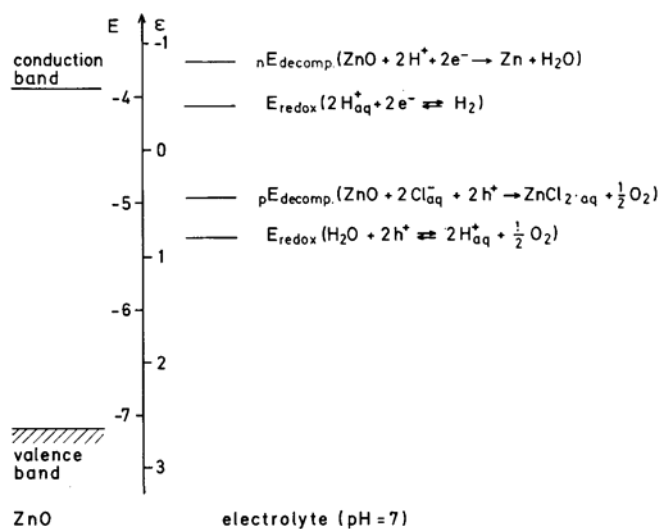 E ε
-1
conduction
band
nEdecomp.(ZnO + 2H⁺ + 2e⁻ → Zn + H₂O)
-4
Eredox(2H⁺aq + 2e⁻ ⇄ H₂)
0
-5
pEdecomp.(ZnO + 2Cl⁻aq + 2h⁺ → ZnCl₂·aq + ½O₂)
Eredox(H₂O + 2h⁺ ⇄ 2H⁺aq + ½O₂)
1
-6
2
-7
valence
band
3
ZnO electrolyte (pH = 7)